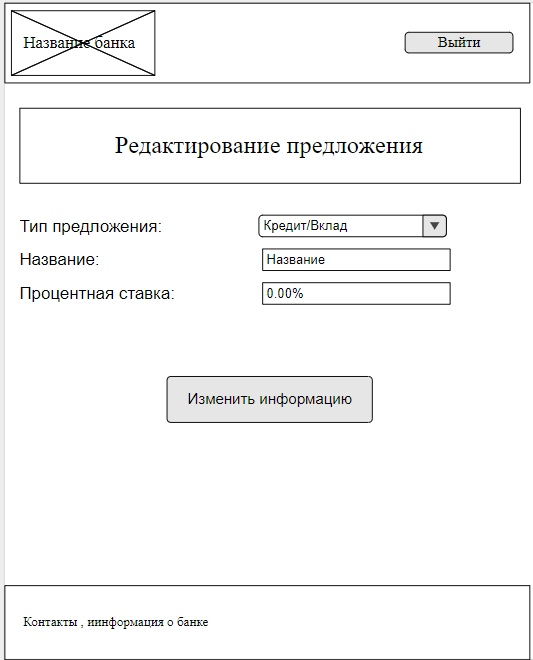 Название банка
Выйти
Редактирование предложения
Тип предложения:
Кредит/Вклад
Название:
Название
Процентная ставка:
0.00%
Изменить информацию
Контакты , иинформация о банке